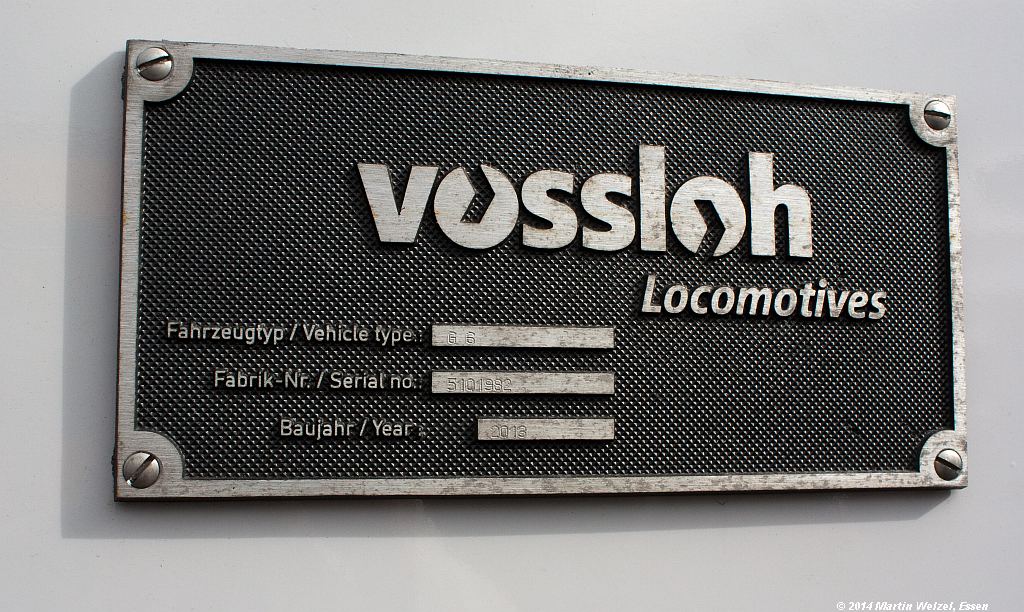 vossloh
Locomotives
Fahrzeugtyp / Vehicle type : G 6
Fabrik-Nr. / Serial no. : 5101982
Baujahr / Year : 2013
© 2014 Martin Welzel, Essen